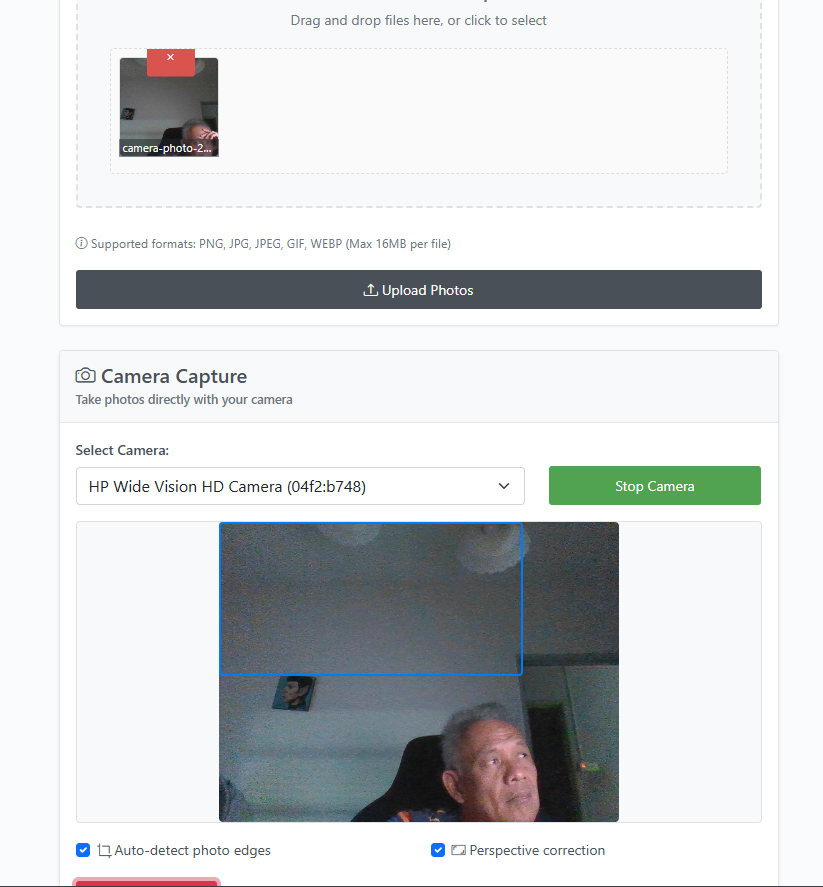 Drag and drop files here, or click to select
×
camera-photo-2...
Supported formats: PNG, JPG, JPEG, GIF, WEBP (Max 16MB per file)
Upload Photos
Camera Capture
Take photos directly with your camera
Select Camera:
HP Wide Vision HD Camera (04f2:b748)
Stop Camera
Auto-detect photo edges
Perspective correction